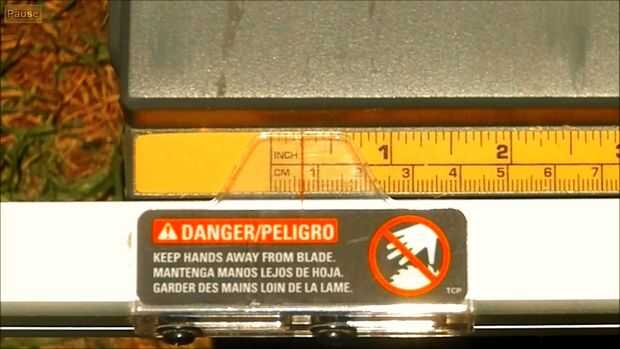 Pause
INCH 1 2 3
CM 1 3 4 5 6 7
DANGER/PELIGRO
KEEP HANDS AWAY FROM BLADE.
MANTENGA MANOS LEJOS DE HOJA.
GARDER DES MAINS LOIN DE LA LAME.
TCP